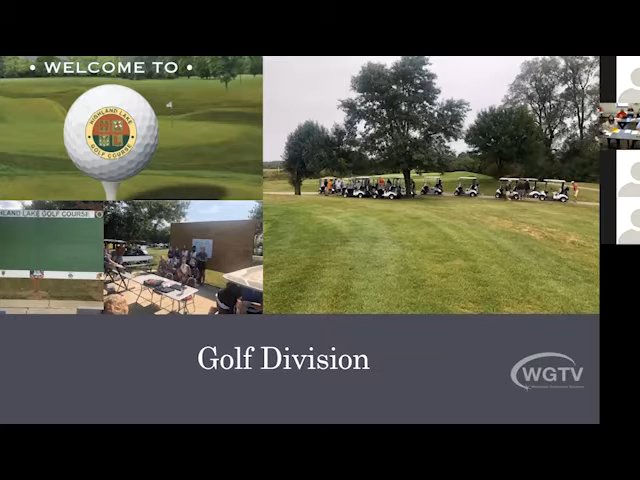 • WELCOME TO •
HIGHLAND LAKE
GOLF COURSE
HLAND LAKE GOLF COURSE
Golf Division
WGTV